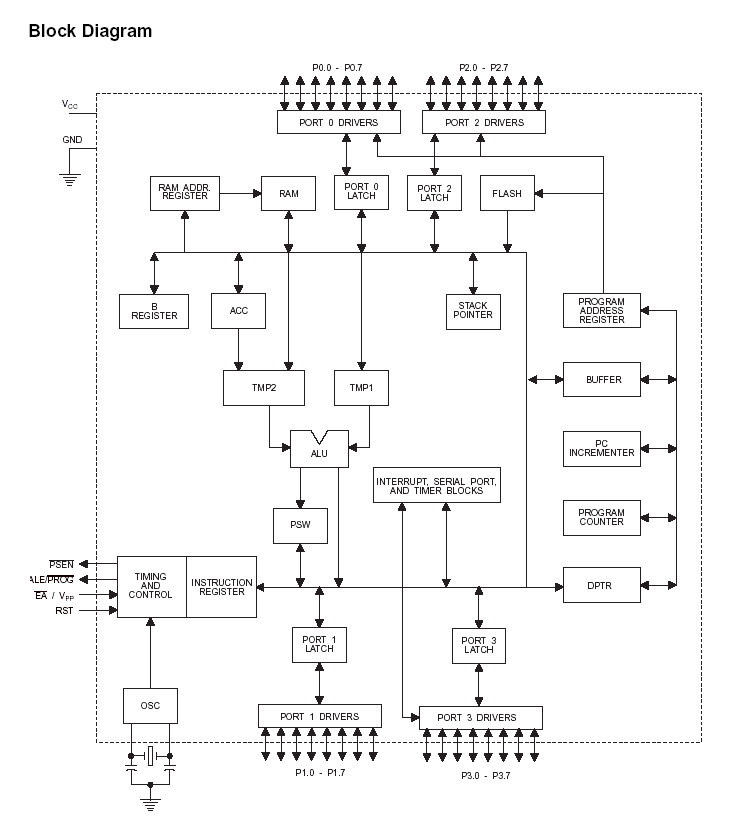 Block Diagram
P0.0 - P0.7
P2.0 - P2.7
VCC
GND
PORT 0 DRIVERS
PORT 2 DRIVERS
RAM ADDR.
REGISTER
RAM
PORT 0
LATCH
PORT 2
LATCH
FLASH
B
REGISTER
ACC
STACK
POINTER
PROGRAM
ADDRESS
REGISTER
TMP2
TMP1
BUFFER
ALU
PC
INCREMENTER
INTERRUPT, SERIAL PORT,
AND TIMER BLOCKS
PSW
PROGRAM
COUNTER
PSEN
ALE/PROG
EA / VPP
RST
TIMING
AND
CONTROL
INSTRUCTION
REGISTER
DPTR
PORT 1
LATCH
PORT 3
LATCH
OSC
PORT 1 DRIVERS
PORT 3 DRIVERS
P1.0 - P1.7
P3.0 - P3.7